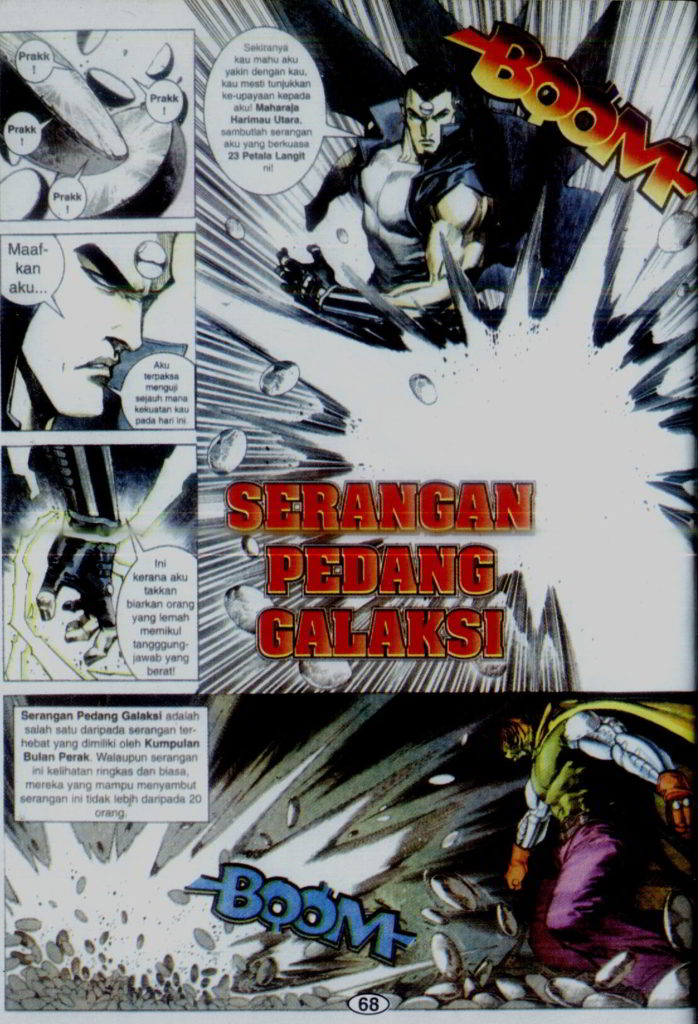 Prakk
!
Prakk
!
Prakk
!
Prakk
!
Maaf-
kan
aku...
Aku
terpaksa
menguji
sejauh mana
kekuatan kau
pada hari ini.
Ini
kerana aku
takkan
biarkan orang
yang lemah
memikul
tangggung-
jawab yang
berat!
Sekiranya
kau mahu aku
yakin dengan kau,
kau mesti tunjukkan
ke-upayaan kepada
aku! Maharaja
Harimau Utara,
sambutlah serangan
aku yang berkuasa
23 Petala Langit
ni!
BOOM
SERANGAN
PEDANG
GALAKSI
Serangan Pedang Galaksi adalah
salah satu daripada serangan ter-
hebat yang dimiliki oleh Kumpulan
Bulan Perak. Walaupun serangan
ini kelihatan ringkas dan biasa,
mereka yang mampu menyambut
serangan ini tidak lebih daripada 20
orang.
BOOM
68